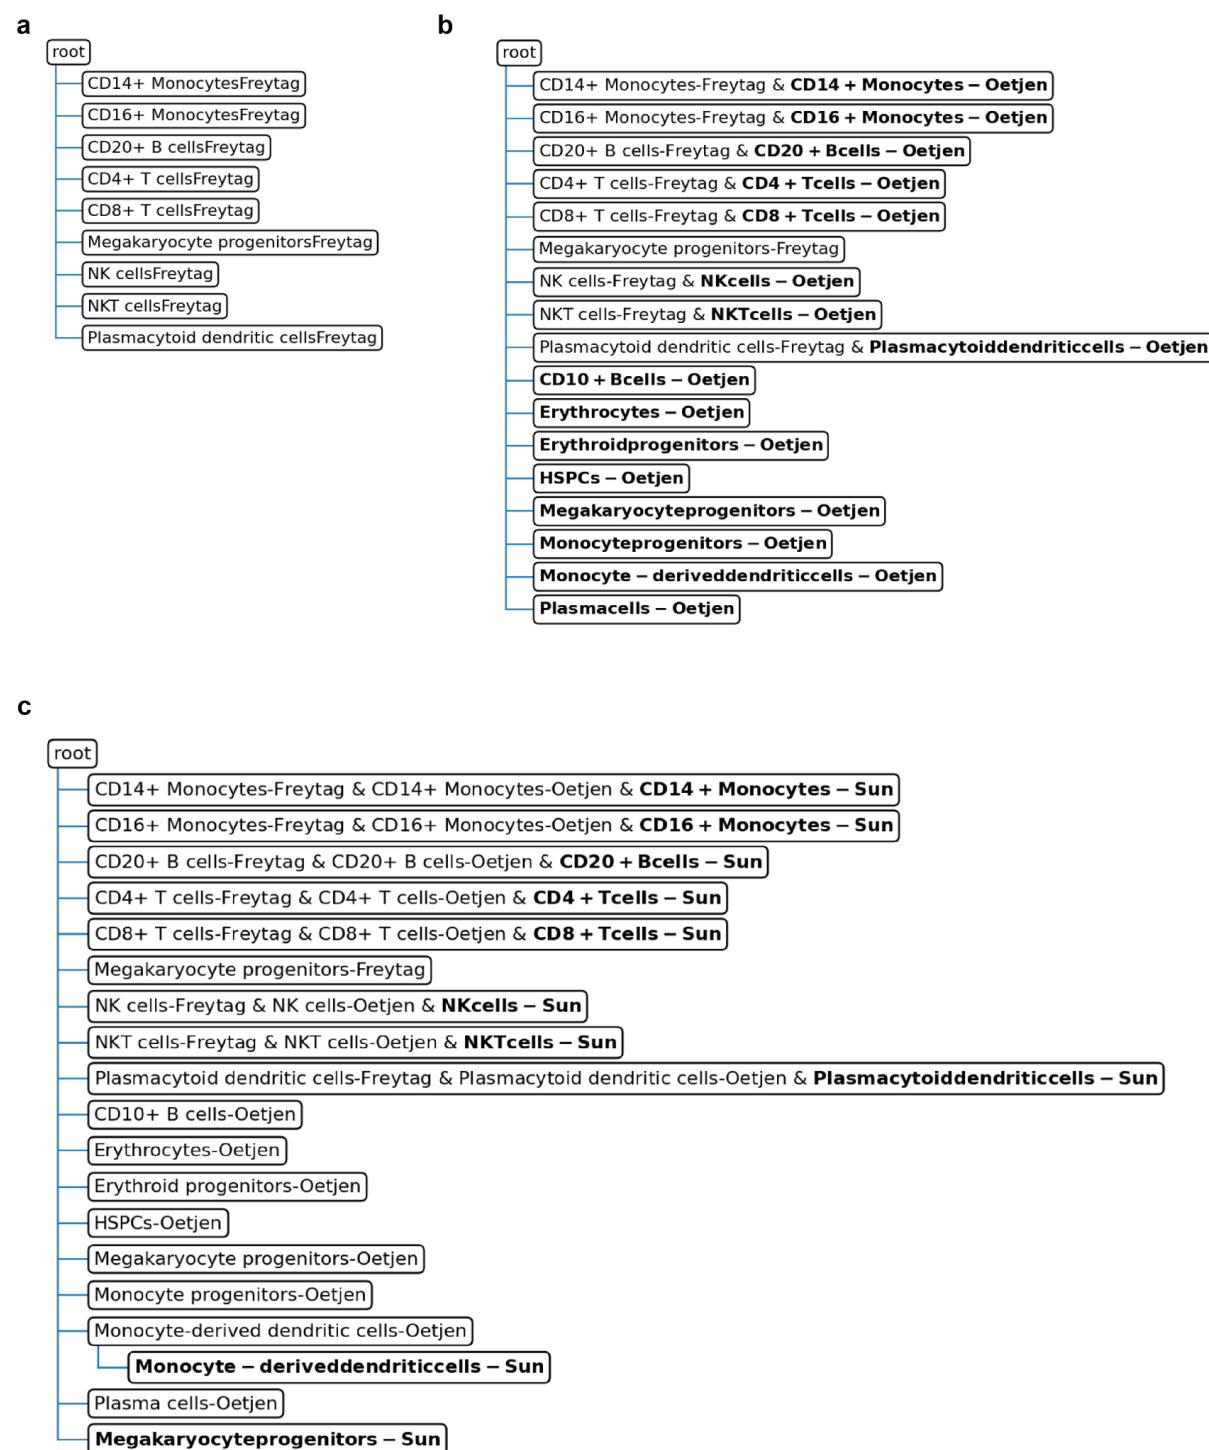 a
root
CD14+ MonocytesFreytag
CD16+ MonocytesFreytag
CD20+ B cellsFreytag
CD4+ T cellsFreytag
CD8+ T cellsFreytag
Megakaryocyte progenitorsFreytag
NK cellsFreytag
NKT cellsFreytag
Plasmacytoid dendritic cellsFreytag
b
root
CD14+ Monocytes-Freytag & CD14 + Monocytes − Oetjen
CD16+ Monocytes-Freytag & CD16 + Monocytes − Oetjen
CD20+ B cells-Freytag & CD20 + Bcells − Oetjen
CD4+ T cells-Freytag & CD4 + Tcells − Oetjen
CD8+ T cells-Freytag & CD8 + Tcells − Oetjen
Megakaryocyte progenitors-Freytag
NK cells-Freytag & NKcells − Oetjen
NKT cells-Freytag & NKTcells − Oetjen
Plasmacytoid dendritic cells-Freytag & Plasmacytoiddendriticcells − Oetjen
CD10 + Bcells − Oetjen
Erythrocytes − Oetjen
Erythroidprogenitors − Oetjen
HSPCs − Oetjen
Megakaryocyteprogenitors − Oetjen
Monocyteprogenitors − Oetjen
Monocyte − deriveddendriticcells − Oetjen
Plasmacells − Oetjen
c
root
CD14+ Monocytes-Freytag & CD14+ Monocytes-Oetjen & CD14 + Monocytes − Sun
CD16+ Monocytes-Freytag & CD16+ Monocytes-Oetjen & CD16 + Monocytes − Sun
CD20+ B cells-Freytag & CD20+ B cells-Oetjen & CD20 + Bcells − Sun
CD4+ T cells-Freytag & CD4+ T cells-Oetjen & CD4 + Tcells − Sun
CD8+ T cells-Freytag & CD8+ T cells-Oetjen & CD8 + Tcells − Sun
Megakaryocyte progenitors-Freytag
NK cells-Freytag & NK cells-Oetjen & NKcells − Sun
NKT cells-Freytag & NKT cells-Oetjen & NKTcells − Sun
Plasmacytoid dendritic cells-Freytag & Plasmacytoid dendritic cells-Oetjen & Plasmacytoiddendriticcells − Sun
CD10+ B cells-Oetjen
Erythrocytes-Oetjen
Erythroid progenitors-Oetjen
HSPCs-Oetjen
Megakaryocyte progenitors-Oetjen
Monocyte progenitors-Oetjen
Monocyte-derived dendritic cells-Oetjen
Monocyte − deriveddendriticcells − Sun
Plasma cells-Oetjen
Megakaryocyteprogenitors − Sun